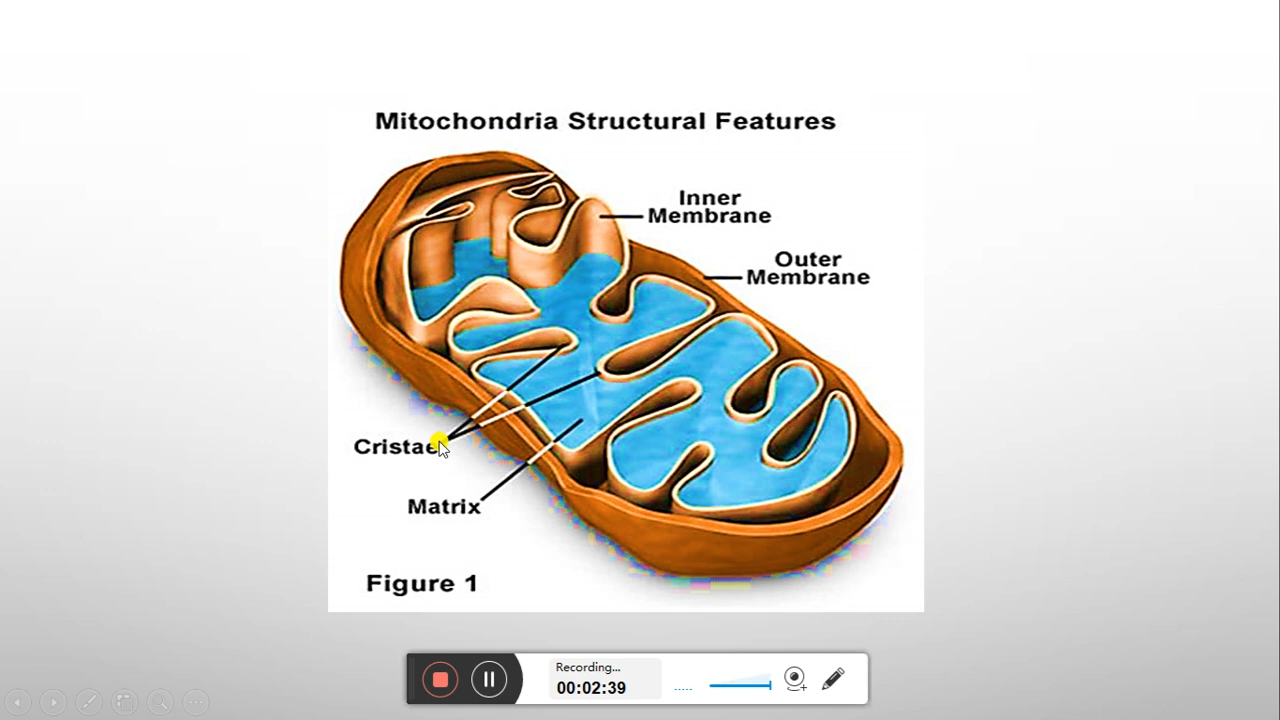 Mitochondria Structural Features
Inner
Membrane
Outer
Membrane
Cristae
Matrix
Figure 1
Recording...
00:02:39